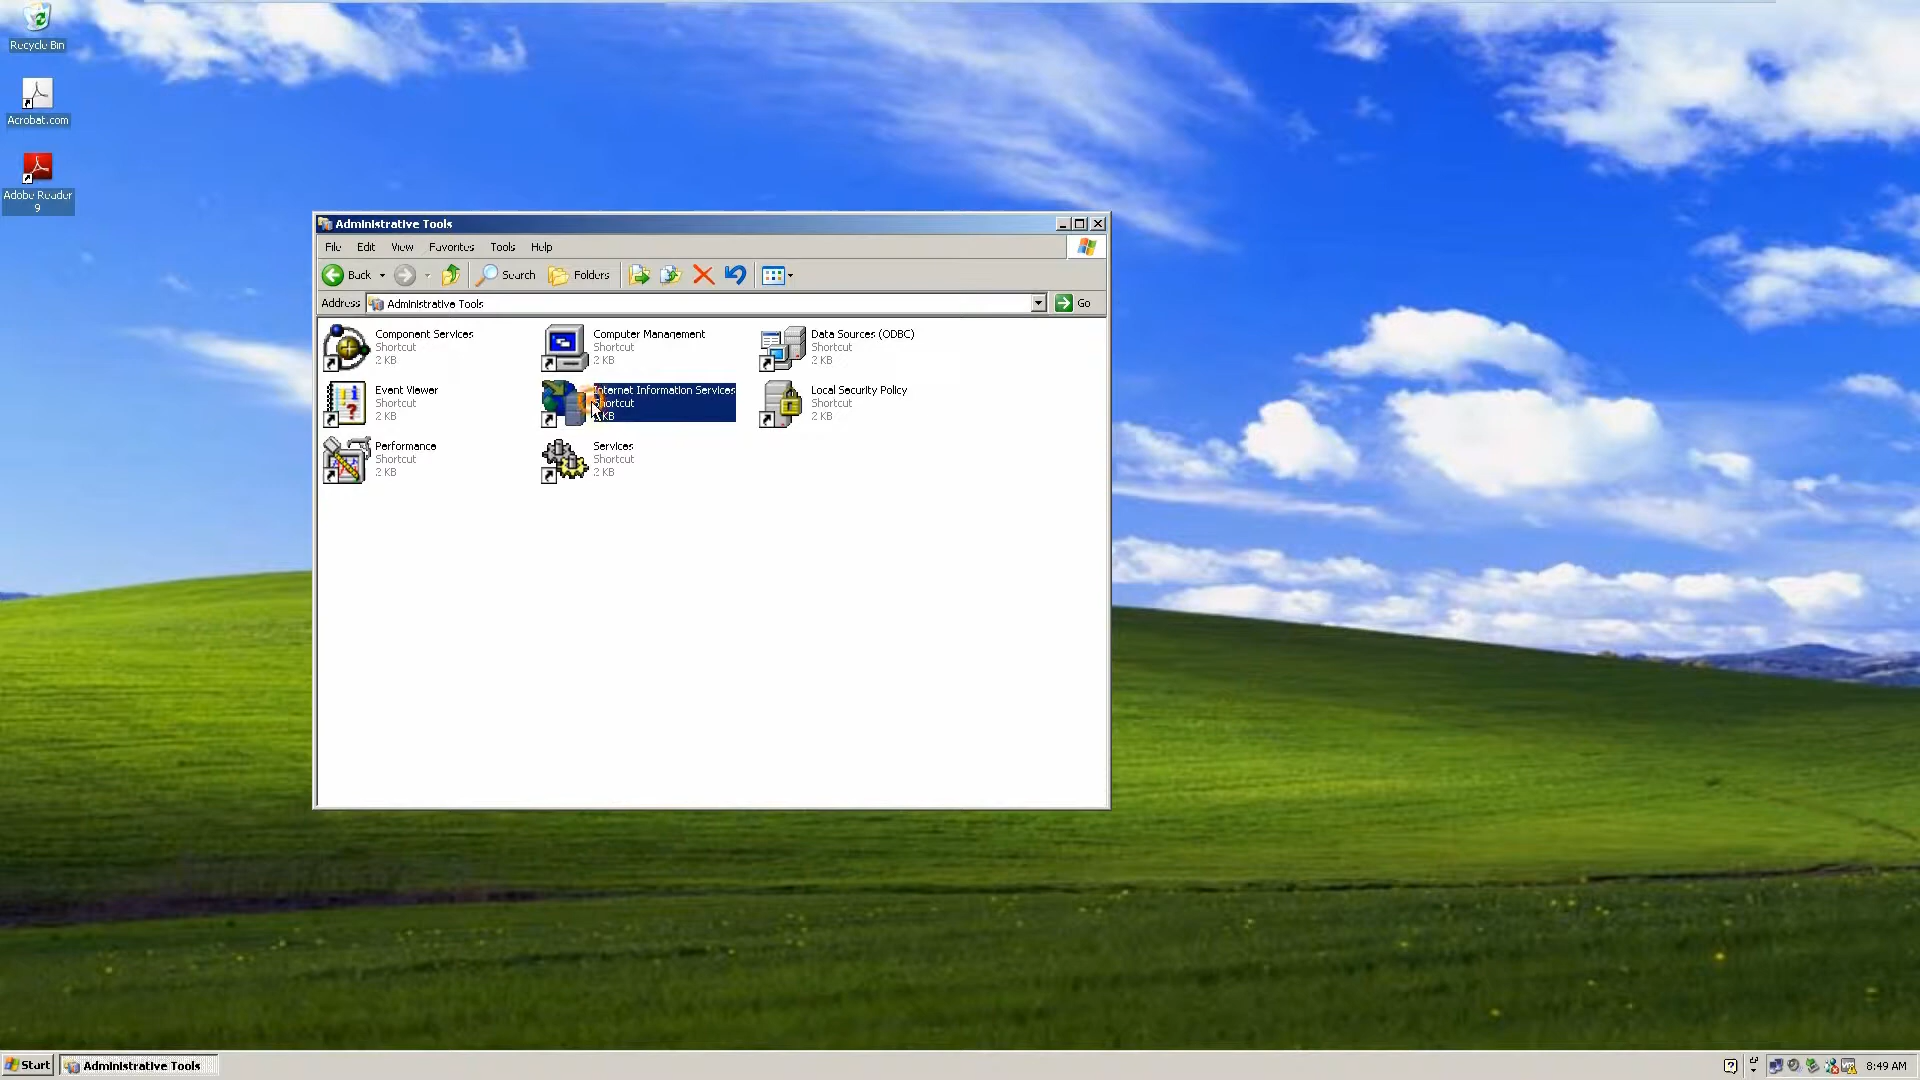 Recycle Bin
Acrobat.com
Adobe Reader
9
Administrative Tools
File Edit View Favorites Tools Help
Back Search Folders
Address Administrative Tools Go
Component Services
Shortcut
2 KB
Computer Management
Shortcut
2 KB
Data Sources (ODBC)
Shortcut
2 KB
Event Viewer
Shortcut
2 KB
Internet Information Services
Shortcut
KB
Local Security Policy
Shortcut
2 KB
Performance
Shortcut
2 KB
Services
Shortcut
2 KB
Start Administrative Tools 8:49 AM